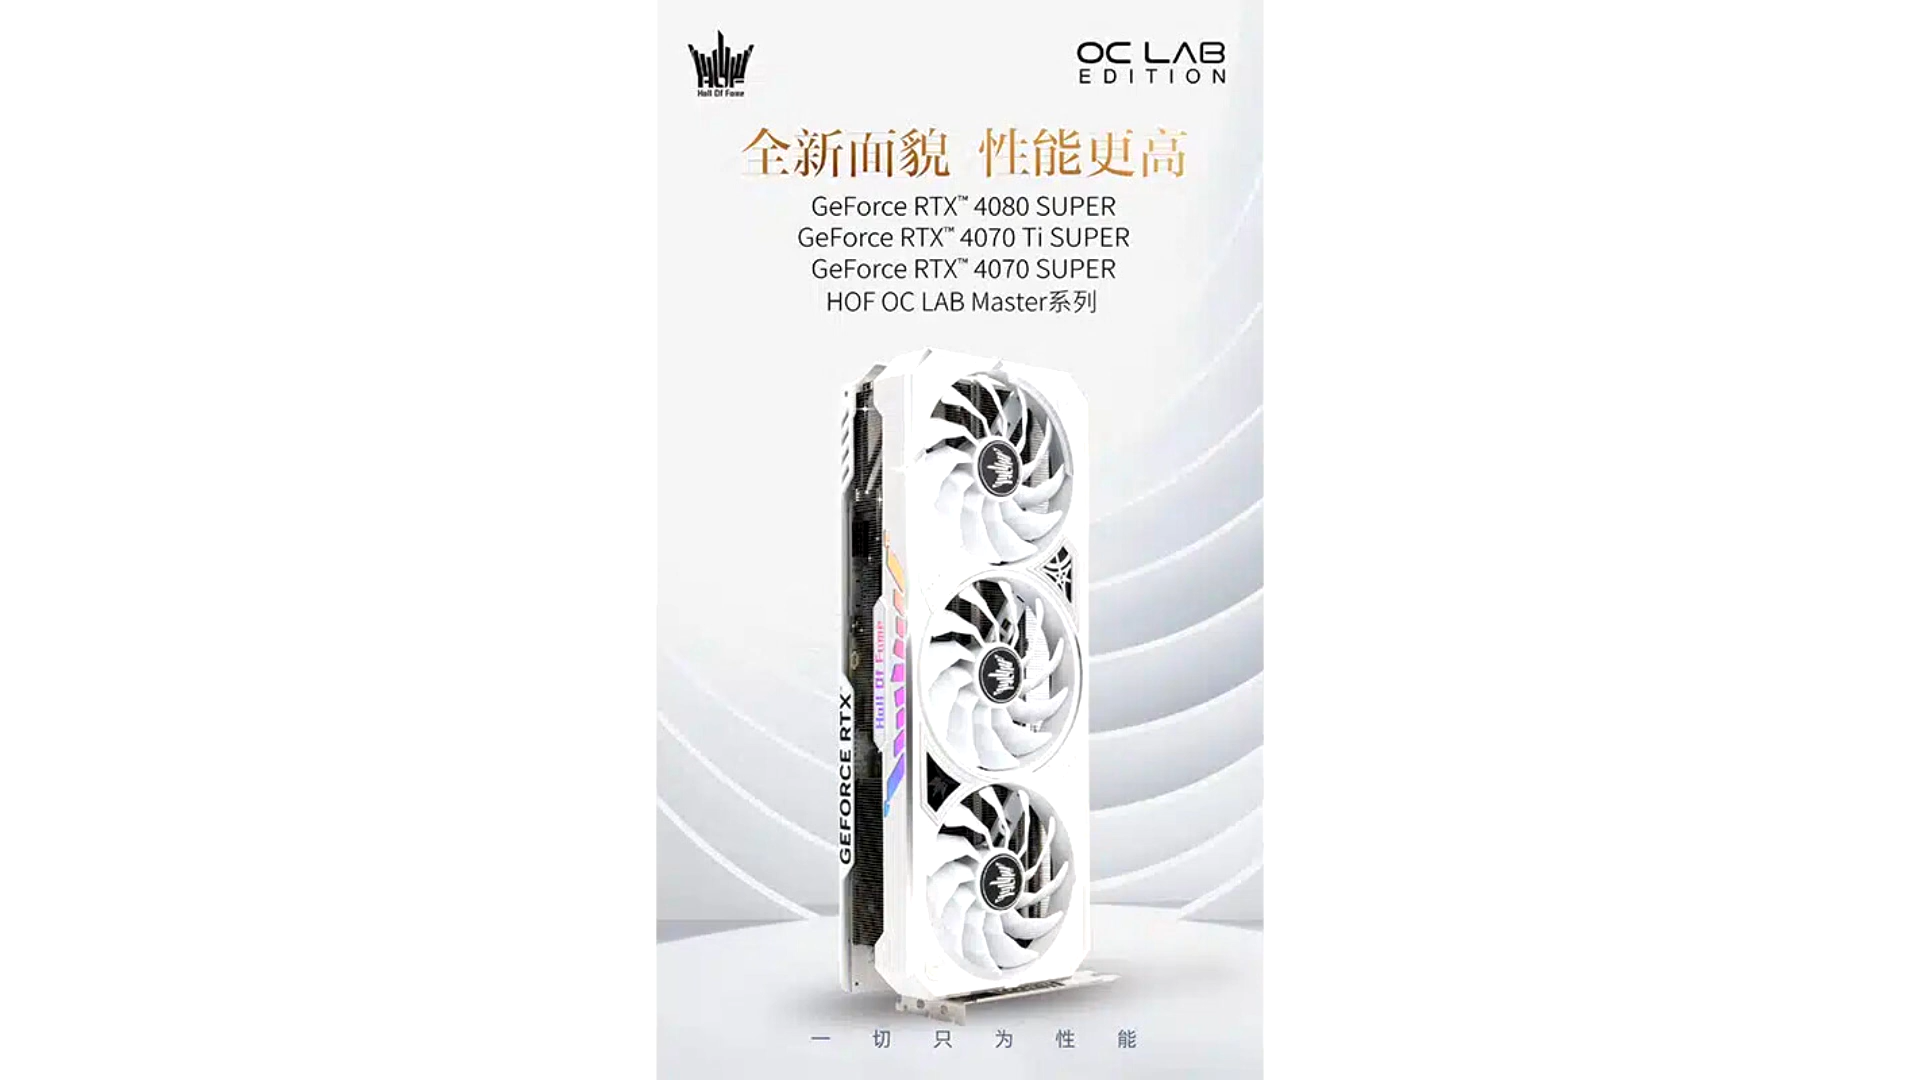 HOF
Hall Of Fame
OC LAB
EDITION
全新面貌 性能更高
GeForce RTX™ 4080 SUPER
GeForce RTX™ 4070 Ti SUPER
GeForce RTX™ 4070 SUPER
HOF OC LAB Master系列
Hall Of Fame
GEFORCE RTX
一切只为性能